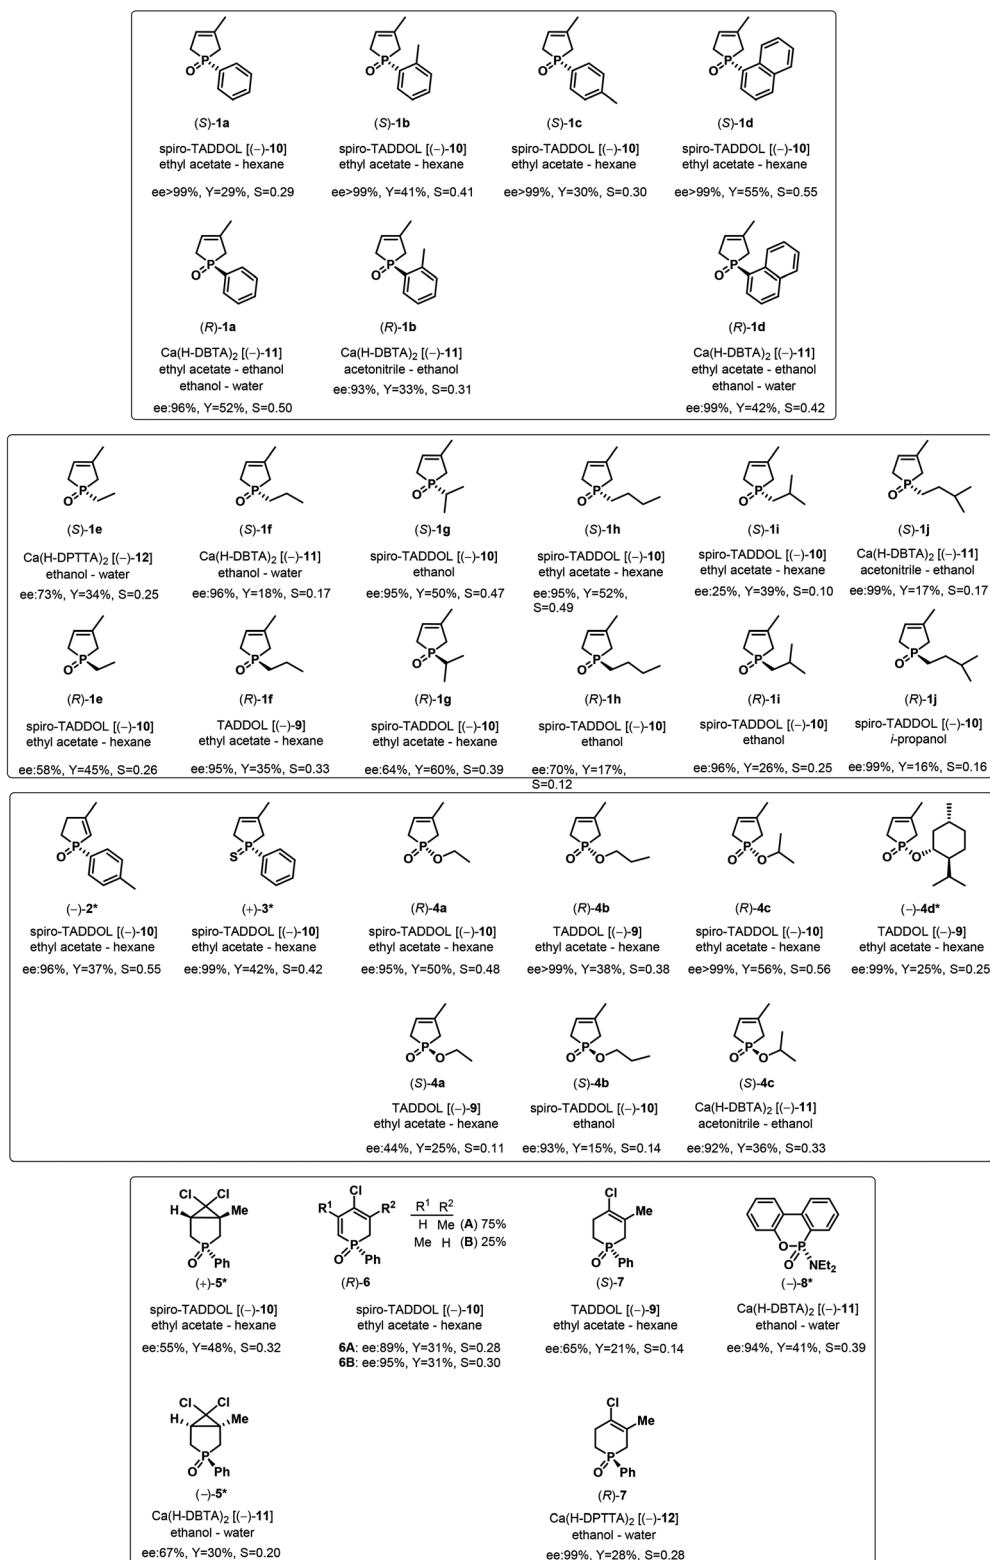 P
O
P
O
P
O
P
O
(S)-1a
(S)-1b
(S)-1c
(S)-1d
spiro-TADDOL [(−)-10]
ethyl acetate - hexane
spiro-TADDOL [(−)-10]
ethyl acetate - hexane
spiro-TADDOL [(−)-10]
ethyl acetate - hexane
spiro-TADDOL [(−)-10]
ethyl acetate - hexane
ee>99%, Y=29%, S=0.29
ee>99%, Y=41%, S=0.41
ee>99%, Y=30%, S=0.30
ee>99%, Y=55%, S=0.55
P
O
P
O
P
O
(R)-1a
(R)-1b
(R)-1d
Ca(H-DBTA)2 [(−)-11]
ethyl acetate - ethanol
ethanol - water
ee:96%, Y=52%, S=0.50
Ca(H-DBTA)2 [(−)-11]
acetonitrile - ethanol
ee:93%, Y=33%, S=0.31
Ca(H-DBTA)2 [(−)-11]
ethyl acetate - ethanol
ethanol - water
ee:99%, Y=42%, S=0.42
P
O
P
O
P
O
P
O
P
O
P
O
(S)-1e
(S)-1f
(S)-1g
(S)-1h
(S)-1i
(S)-1j
Ca(H-DPTTA)2 [(−)-12]
ethanol - water
ee:73%, Y=34%, S=0.25
Ca(H-DBTA)2 [(−)-11]
ethanol - water
ee:96%, Y=18%, S=0.17
spiro-TADDOL [(−)-10]
ethanol
ee:95%, Y=50%, S=0.47
spiro-TADDOL [(−)-10]
ethyl acetate - hexane
ee:95%, Y=52%,
S=0.49
spiro-TADDOL [(−)-10]
ethyl acetate - hexane
ee:25%, Y=39%, S=0.10
Ca(H-DBTA)2 [(−)-11]
acetonitrile - ethanol
ee:99%, Y=17%, S=0.17
P
O
P
O
P
O
P
O
P
O
P
O
(R)-1e
(R)-1f
(R)-1g
(R)-1h
(R)-1i
(R)-1j
spiro-TADDOL [(−)-10]
ethyl acetate - hexane
ee:58%, Y=45%, S=0.26
TADDOL [(−)-9]
ethyl acetate - hexane
ee:95%, Y=35%, S=0.33
spiro-TADDOL [(−)-10]
ethyl acetate - hexane
ee:64%, Y=60%, S=0.39
spiro-TADDOL [(−)-10]
ethanol
ee:70%, Y=17%,
S=0.12
spiro-TADDOL [(−)-10]
ethanol
ee:96%, Y=26%, S=0.25
spiro-TADDOL [(−)-10]
i-propanol
ee:99%, Y=16%, S=0.16
P
O
P
S
P
O
O
P
O
O
P
O
O
P
O
O
(−)-2*
(+)-3*
(R)-4a
(R)-4b
(R)-4c
(−)-4d*
spiro-TADDOL [(−)-10]
ethyl acetate - hexane
ee:96%, Y=37%, S=0.55
spiro-TADDOL [(−)-10]
ethyl acetate - hexane
ee:99%, Y=42%, S=0.42
spiro-TADDOL [(−)-10]
ethyl acetate - hexane
ee:95%, Y=50%, S=0.48
TADDOL [(−)-9]
ethyl acetate - hexane
ee>99%, Y=38%, S=0.38
spiro-TADDOL [(−)-10]
ethyl acetate - hexane
ee>99%, Y=56%, S=0.56
TADDOL [(−)-9]
ethyl acetate - hexane
ee:99%, Y=25%, S=0.25
P
O
O
P
O
O
P
O
O
(S)-4a
(S)-4b
(S)-4c
TADDOL [(−)-9]
ethyl acetate - hexane
ee:44%, Y=25%, S=0.11
spiro-TADDOL [(−)-10]
ethanol
ee:93%, Y=15%, S=0.14
Ca(H-DBTA)2 [(−)-11]
acetonitrile - ethanol
ee:92%, Y=36%, S=0.33
Cl Cl
H Me
P
O Ph
(+)-5*
Cl
R1 R2
P
O Ph
(R)-6
R1 R2
H Me (A) 75%
Me H (B) 25%
Cl
Me
P
O Ph
(S)-7
O P
O NEt2
(−)-8*
spiro-TADDOL [(−)-10]
ethyl acetate - hexane
ee:55%, Y=48%, S=0.32
spiro-TADDOL [(−)-10]
ethyl acetate - hexane
6A: ee:89%, Y=31%, S=0.28
6B: ee:95%, Y=31%, S=0.30
TADDOL [(−)-9]
ethyl acetate - hexane
ee:65%, Y=21%, S=0.14
Ca(H-DBTA)2 [(−)-11]
ethanol - water
ee:94%, Y=41%, S=0.39
Cl Cl
H Me
P
O Ph
(−)-5*
Cl
Me
P
O Ph
(R)-7
Ca(H-DBTA)2 [(−)-11]
ethanol - water
ee:67%, Y=30%, S=0.20
Ca(H-DPTTA)2 [(−)-12]
ethanol - water
ee:99%, Y=28%, S=0.28